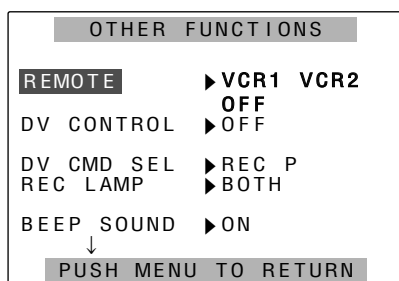 OTHER FUNCTIONS
REMOTE ▶VCR1 VCR2
OFF
DV CONTROL ▶OFF
DV CMD SEL ▶REC P
REC LAMP ▶BOTH
BEEP SOUND ▶ON
↓
PUSH MENU TO RETURN